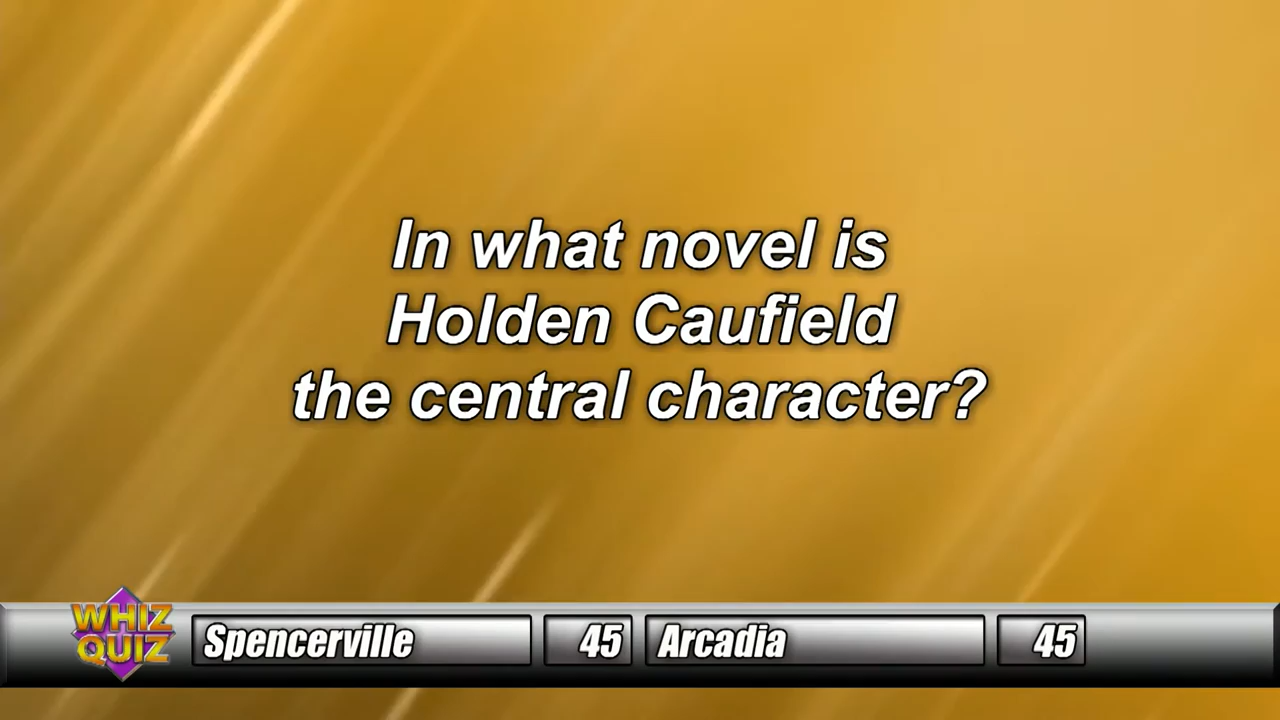 In what novel is
Holden Caufield
the central character?
WHIZ
QUIZ
Spencerville 45 Arcadia 45